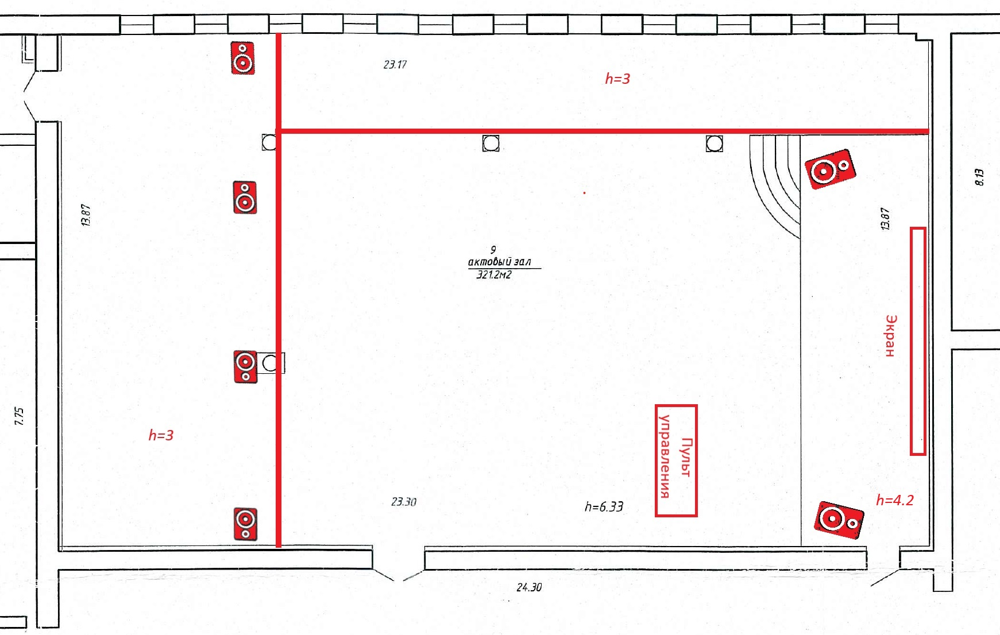 23.17
h=3
8.13
13.87
13.87
9
актовый зал
321.2м2
Экран
7.75
h=3
Пульт
управления
23.30
h=6.33
h=4.2
24.30